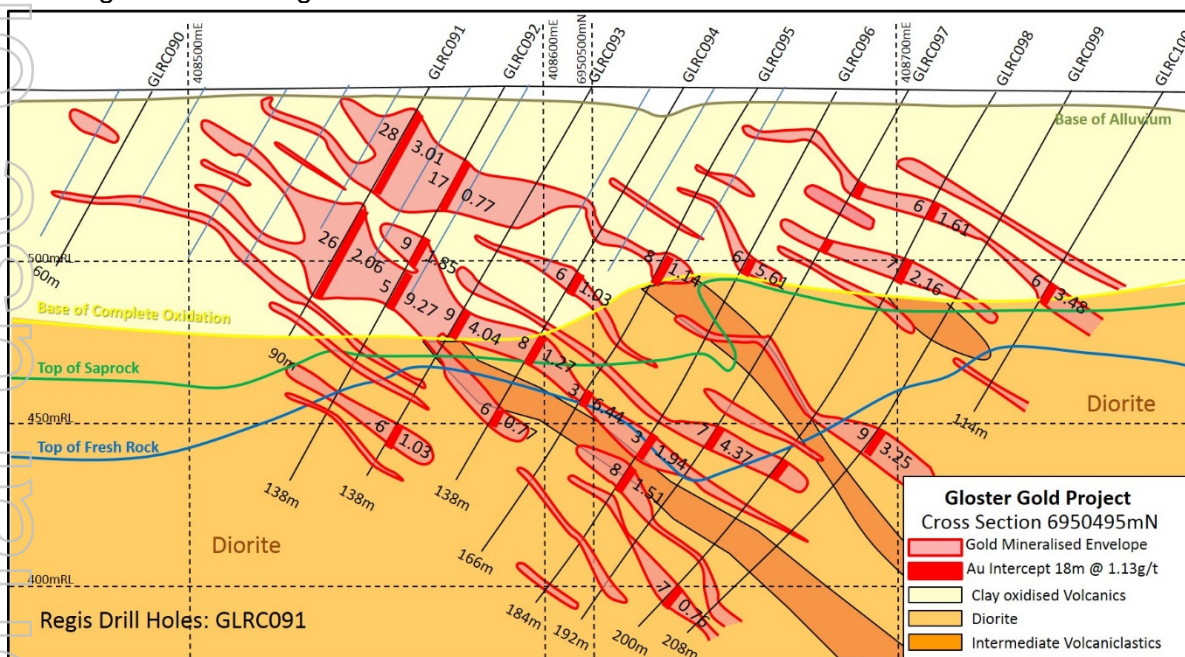 GLRC090
408500mE
GLRC091
GLRC092
408600mE
6950500mN
GLRC093
GLRC094
GLRC095
GLRC096
408700mE
GLRC097
GLRC098
GLRC099
Base of Alluvium
28 3.01
17 0.77
26 2.06
9 1.85
5 9.27
9 4.04
8 1.27
6 1.03
8 1.14
6 5.61
6 1.61
7 2.16
6 3.48
500mRL
60m
Base of Complete Oxidation
90m
Top of Saprock
3 6.44
6 0.77
450mRL
Top of Fresh Rock
6 1.03
3 1.94
7 4.37
9 3.25
8 1.51
114m
Diorite
138m
138m
138m
166m
Diorite
400mRL
7 0.76
184m
192m
200m
208m
Regis Drill Holes: GLRC091
Gloster Gold Project
Cross Section 6950495mN
Gold Mineralised Envelope
Au Intercept 18m @ 1.13g/t
Clay oxidised Volcanics
Diorite
Intermediate Volcaniclastics